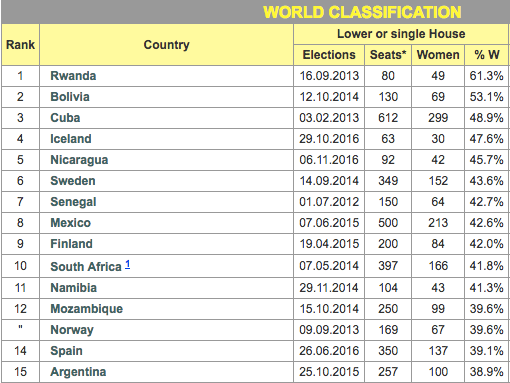 WORLD CLASSIFICATION
Rank Country Lower or single House
Elections Seats* Women % W
1 Rwanda 16.09.2013 80 49 61.3%
2 Bolivia 12.10.2014 130 69 53.1%
3 Cuba 03.02.2013 612 299 48.9%
4 Iceland 29.10.2016 63 30 47.6%
5 Nicaragua 06.11.2016 92 42 45.7%
6 Sweden 14.09.2014 349 152 43.6%
7 Senegal 01.07.2012 150 64 42.7%
8 Mexico 07.06.2015 500 213 42.6%
9 Finland 19.04.2015 200 84 42.0%
10 South Africa 1 07.05.2014 397 166 41.8%
11 Namibia 29.11.2014 104 43 41.3%
12 Mozambique 15.10.2014 250 99 39.6%
" Norway 09.09.2013 169 67 39.6%
14 Spain 26.06.2016 350 137 39.1%
15 Argentina 25.10.2015 257 100 38.9%